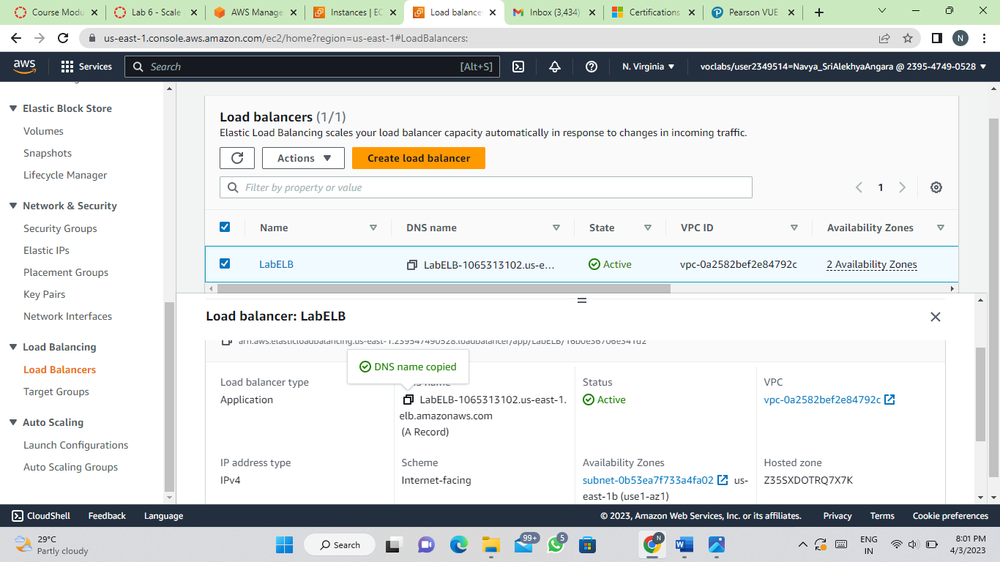 Course Modu
Lab 6 - Scale
AWS Manage
Instances | EC
Load balancer
Inbox (3,434)
Certifications
Pearson VUE
us-east-1.console.aws.amazon.com/ec2/home?region=us-east-1#LoadBalancers:
N
aws
Services
Search
[Alt+S]
N. Virginia
voclabs/user2349514=Navya_SriAlekhyaAngara @ 2395-4749-0528
Elastic Block Store
Volumes
Snapshots
Lifecycle Manager
Network & Security
Security Groups
Elastic IPs
Placement Groups
Key Pairs
Network Interfaces
Load Balancing
Load Balancers
Target Groups
Auto Scaling
Launch Configurations
Auto Scaling Groups
Load balancers (1/1)
Elastic Load Balancing scales your load balancer capacity automatically in response to changes in incoming traffic.
Actions
Create load balancer
Filter by property or value
1
Name DNS name State VPC ID Availability Zones
LabELB LabELB-1065313102.us-e... Active vpc-0a2582bef2e84792c 2 Availability Zones
Load balancer: LabELB
arn:aws:elasticloadbalancing:us-east-1:239547490528:loadbalancer/app/LabELB/16b0e36706e341d2
DNS name copied
Load balancer type
Application
LabELB-1065313102.us-east-1.
elb.amazonaws.com
(A Record)
Status
Active
VPC
vpc-0a2582bef2e84792c
IP address type
IPv4
Scheme
Internet-facing
Availability Zones
subnet-0b53ea7f733a4fa02 us-
east-1b (use1-az1)
Hosted zone
Z35SXDOTRQ7X7K
CloudShell
Feedback
Language
© 2023, Amazon Web Services, Inc. or its affiliates.
Privacy
Terms
Cookie preferences
29°C
Partly cloudy
Search
99+
5
N
ENG
IN
8:01 PM
4/3/2023